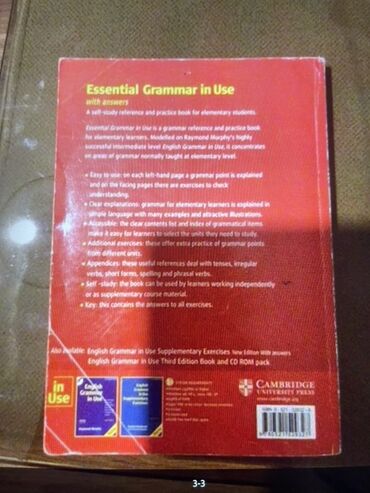 Essential Grammar in Use
with answers
A self-study reference and practice book for elementary students.
Essential Grammar in Use is a grammar reference and practice book
for elementary learners. Modelled on Raymond Murphy's highly
successful intermediate level English Grammar in Use, it concentrates
on areas of grammar normally taught at elementary level.
• Easy to use: on each left-hand page a grammar point is explained
and on the facing pages there are exercises to check
understanding.
• Clear explanations: grammar for elementary learners is explained in
simple language with many examples and attractive illustrations.
• Accessible: the clear contents list and index of grammatical items
make it easy for learners to select the units they need to study.
• Additional exercises: these offer extra practice of grammar points
from different units.
• Appendices: these useful references deal with tenses, irregular
verbs, short forms, spelling and phrasal verbs.
• Self-study: the book can be used by learners working independently
or as supplementary course material.
• Key: this contains the answers to all exercises.
Also available: English Grammar in Use Supplementary Exercises New Edition With answers
English Grammar in Use Third Edition Book and CD ROM pack
in
Use
English
Grammar
in Use
English
Grammar
in Use
Supplementary
Exercises
CAMBRIDGE
UNIVERSITY PRESS
www.cambridge.org
3-3